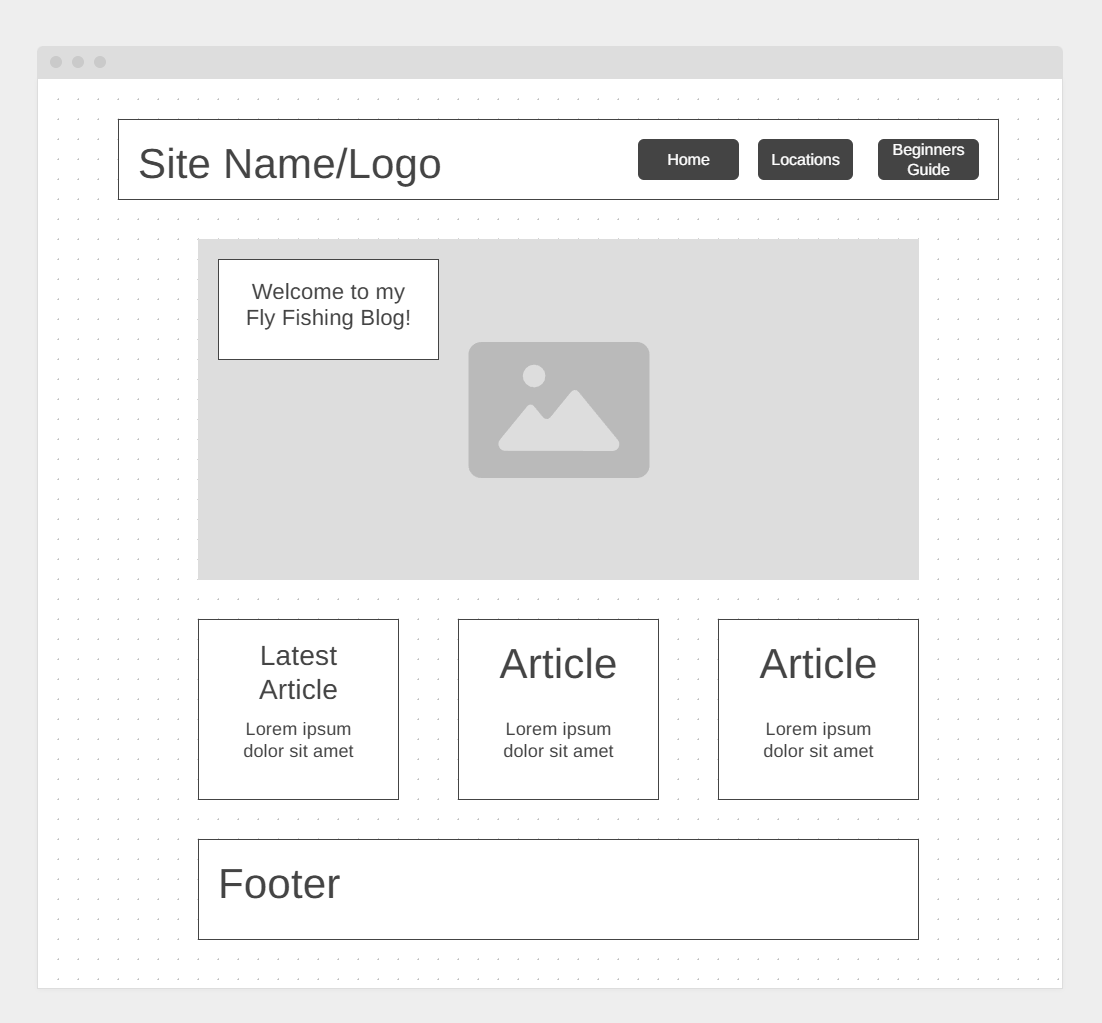 Site Name/Logo
Home
Locations
Beginners
Guide
Welcome to my
Fly Fishing Blog!
Latest
Article
Lorem ipsum
dolor sit amet
Article
Lorem ipsum
dolor sit amet
Article
Lorem ipsum
dolor sit amet
Footer